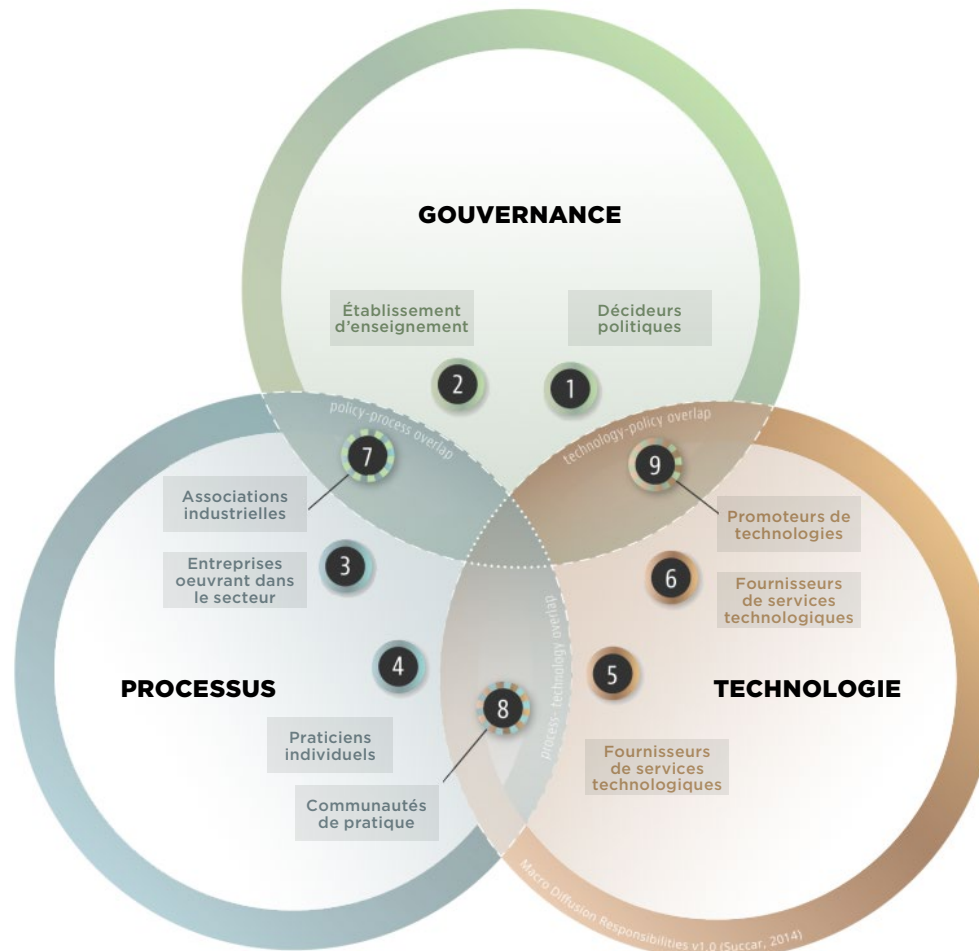 GOUVERNANCE
Établissement
d'enseignement
Décideurs
politiques
2
1
policy-process overlap
technology-policy overlap
7
9
Associations
industrielles
Promoteurs de
technologies
Entreprises
oeuvrant dans
le secteur
3
6
Fournisseurs
de services
technologiques
process-technology overlap
4
5
PROCESSUS
TECHNOLOGIE
8
Praticiens
individuels
Fournisseurs
de services
technologiques
Communautés
de pratique
Macro Diffusion Responsibilities v1.0 (Succar, 2014)